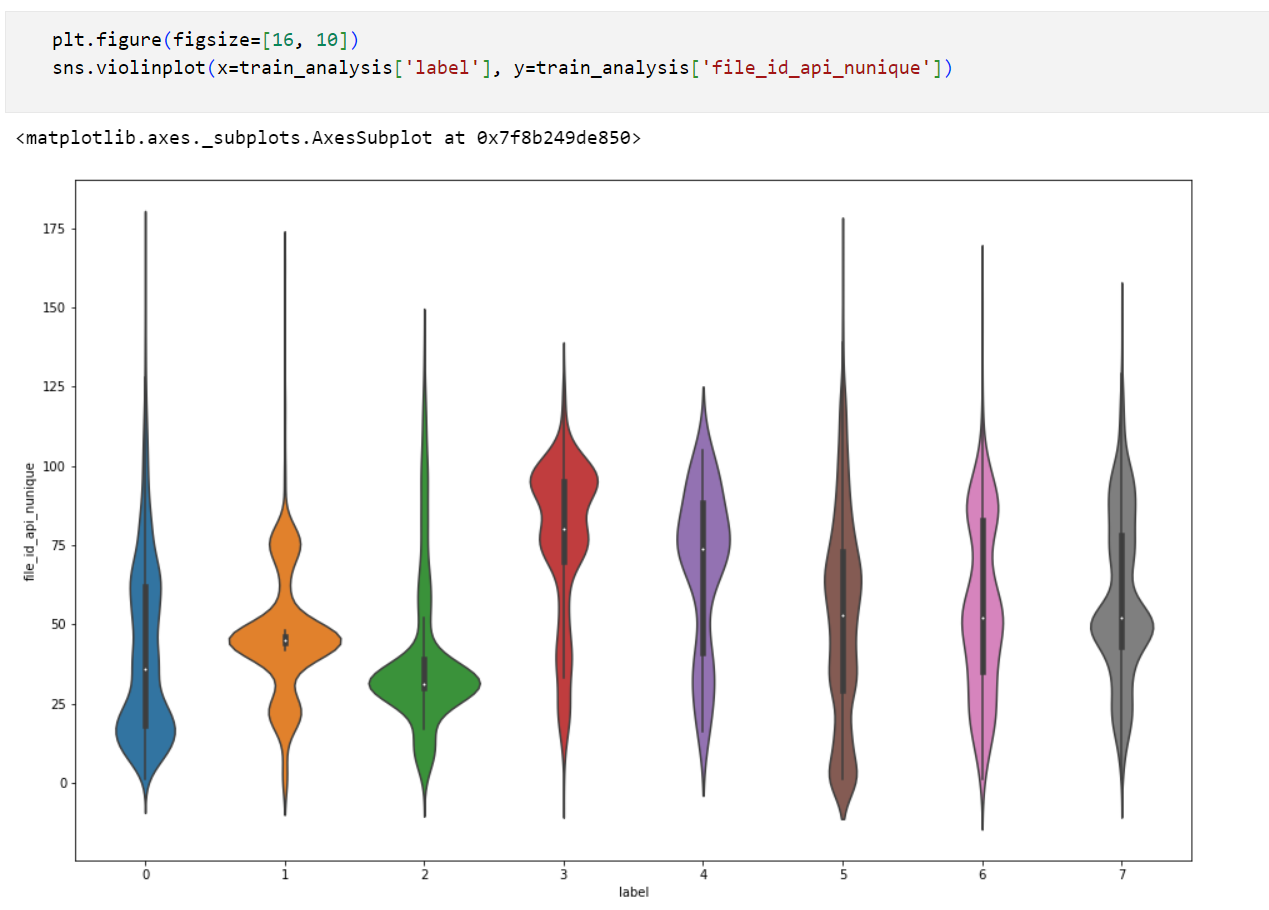 plt.figure(figsize=[16, 10])
sns.violinplot(x=train_analysis['label'], y=train_analysis['file_id_api_nunique'])
<matplotlib.axes._subplots.AxesSubplot at 0x7f8b249de850>
175
150
125
100
75
50
25
0
file_id_api_nunique
0 1 2 3 4 5 6 7
label